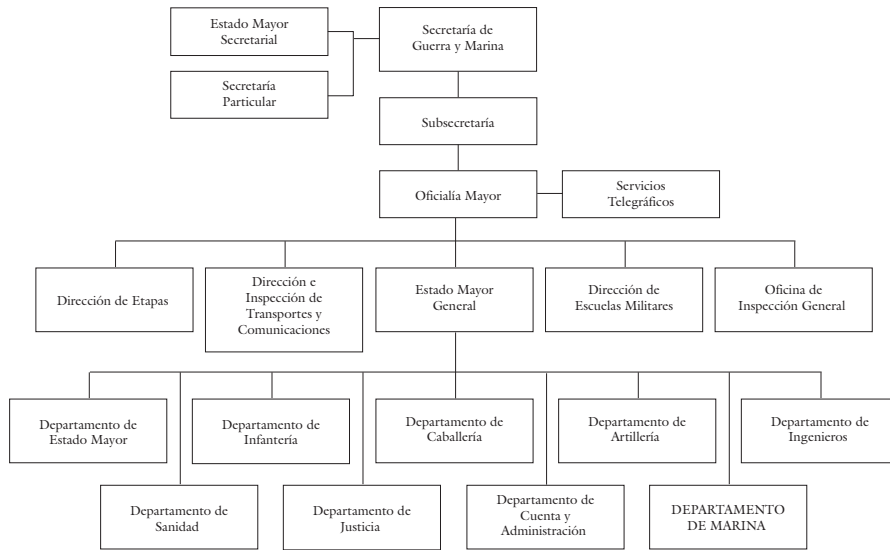 Estado Mayor
Secretarial
Secretaría de
Guerra y Marina
Secretaría
Particular
Subsecretaría
Oficialía Mayor
Servicios
Telegráficos
Dirección de Etapas
Dirección e
Inspección de
Transportes y
Comunicaciones
Estado Mayor
General
Dirección de
Escuelas Militares
Oficina de
Inspección General
Departamento de
Estado Mayor
Departamento de
Infantería
Departamento de
Caballería
Departamento de
Artillería
Departamento de
Ingenieros
Departamento de
Sanidad
Departamento de
Justicia
Departamento de
Cuenta y
Administración
DEPARTAMENTO
DE MARINA